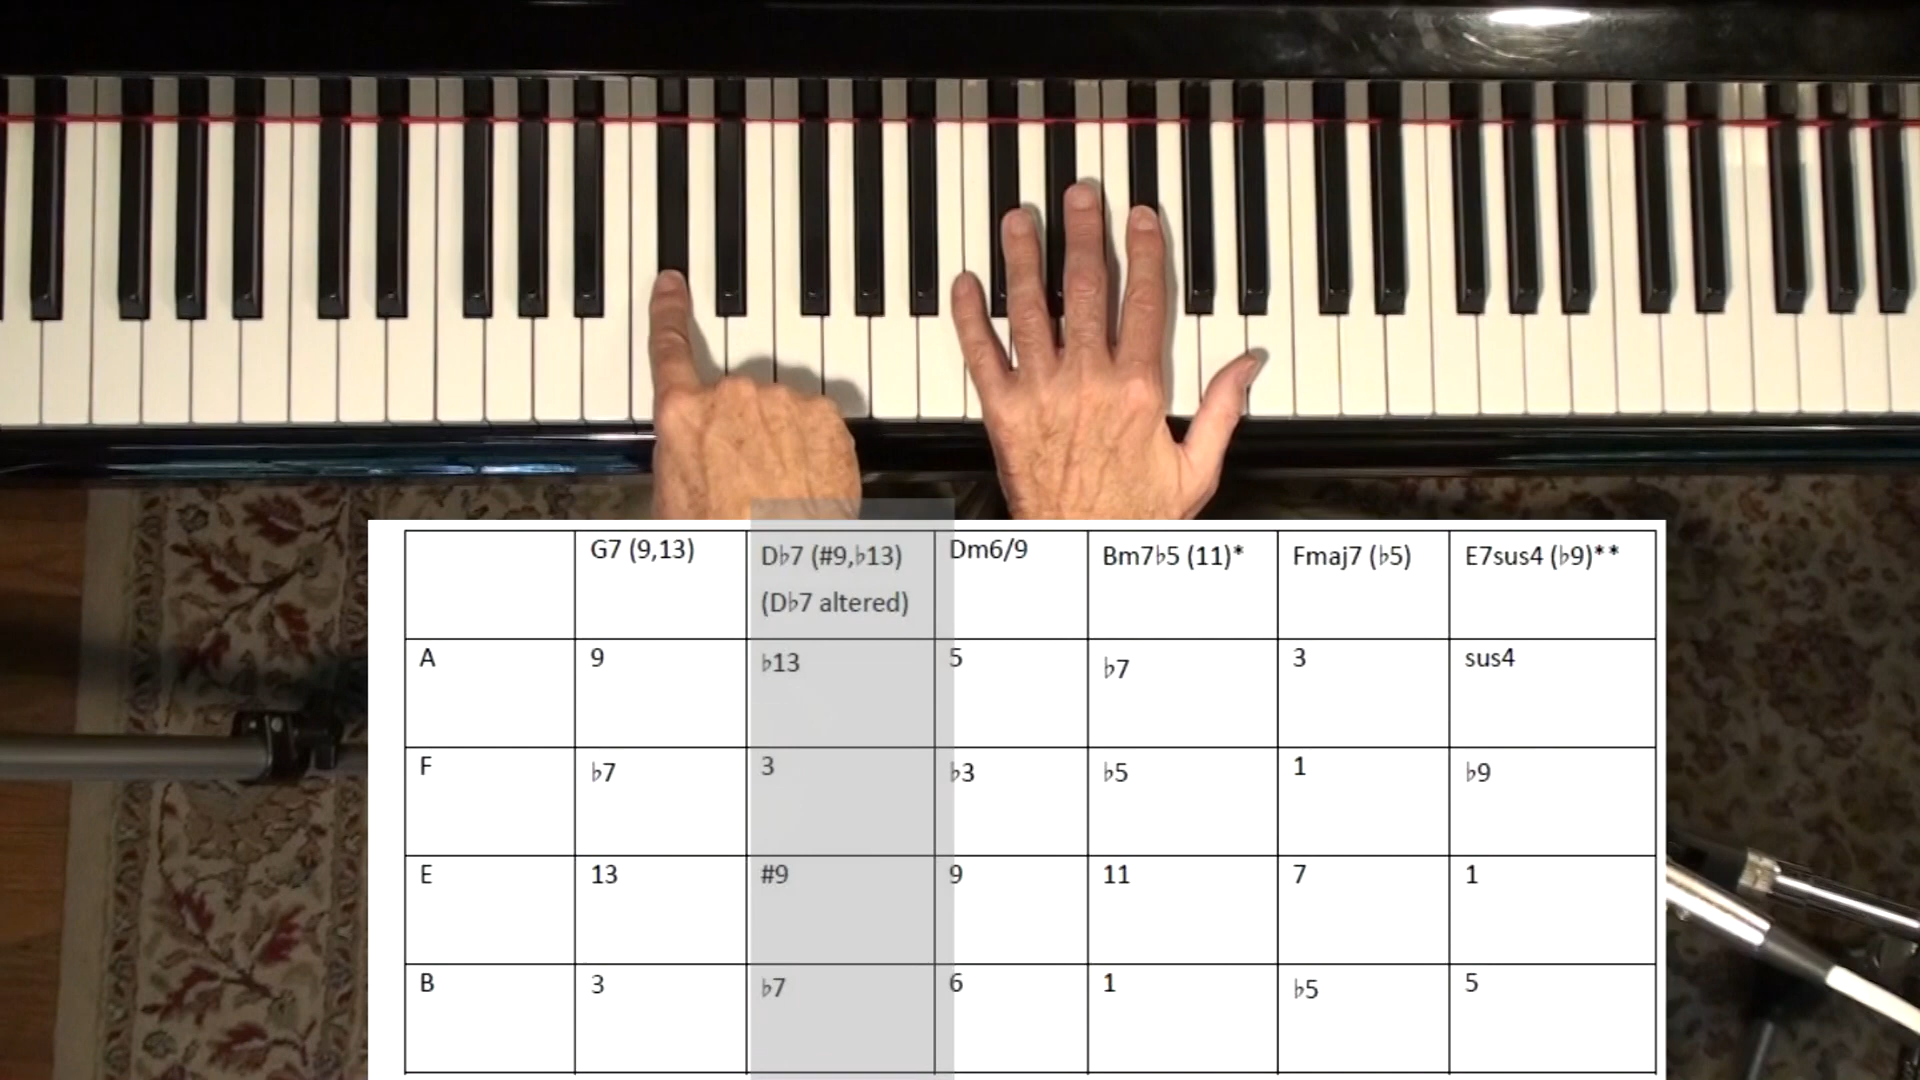 G7 (9,13) D♭7 (#9,♭13) Dm6/9 Bm7♭5 (11)* Fmaj7 (♭5) E7sus4 (♭9)**
(D♭7 altered)
A 9 ♭13 5 ♭7 3 sus4
F ♭7 3 ♭3 ♭5 1 ♭9
E 13 #9 9 11 7 1
B 3 ♭7 6 1 ♭5 5